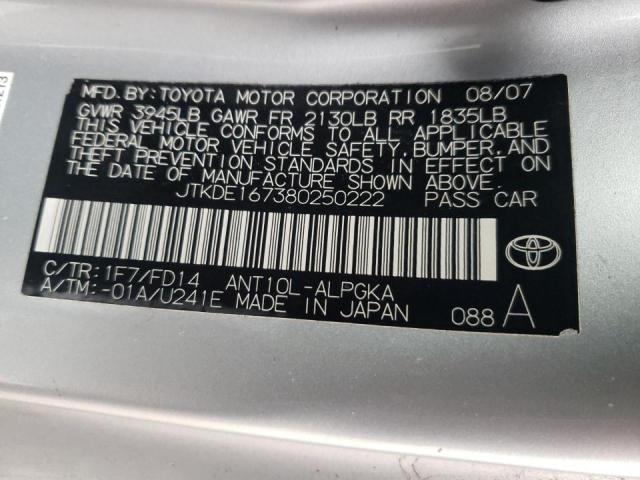 MFD.BY:TOYOTA MOTOR CORPORATION 08/07
GVWR 3945LB GAWR FR 2130LB RR 1835LB
THIS VEHICLE CONFORMS TO ALL APPLICABLE
FEDERAL MOTOR VEHICLE SAFETY, BUMPER, AND
THEFT PREVENTION STANDARDS IN EFFECT ON
THE DATE OF MANUFACTURE SHOWN ABOVE.
JTKDE167380250222 PASS CAR
C/TR:1F7/FD14 ANT10L-ALPGKA
A/TM:-01A/U241E MADE IN JAPAN 088 A